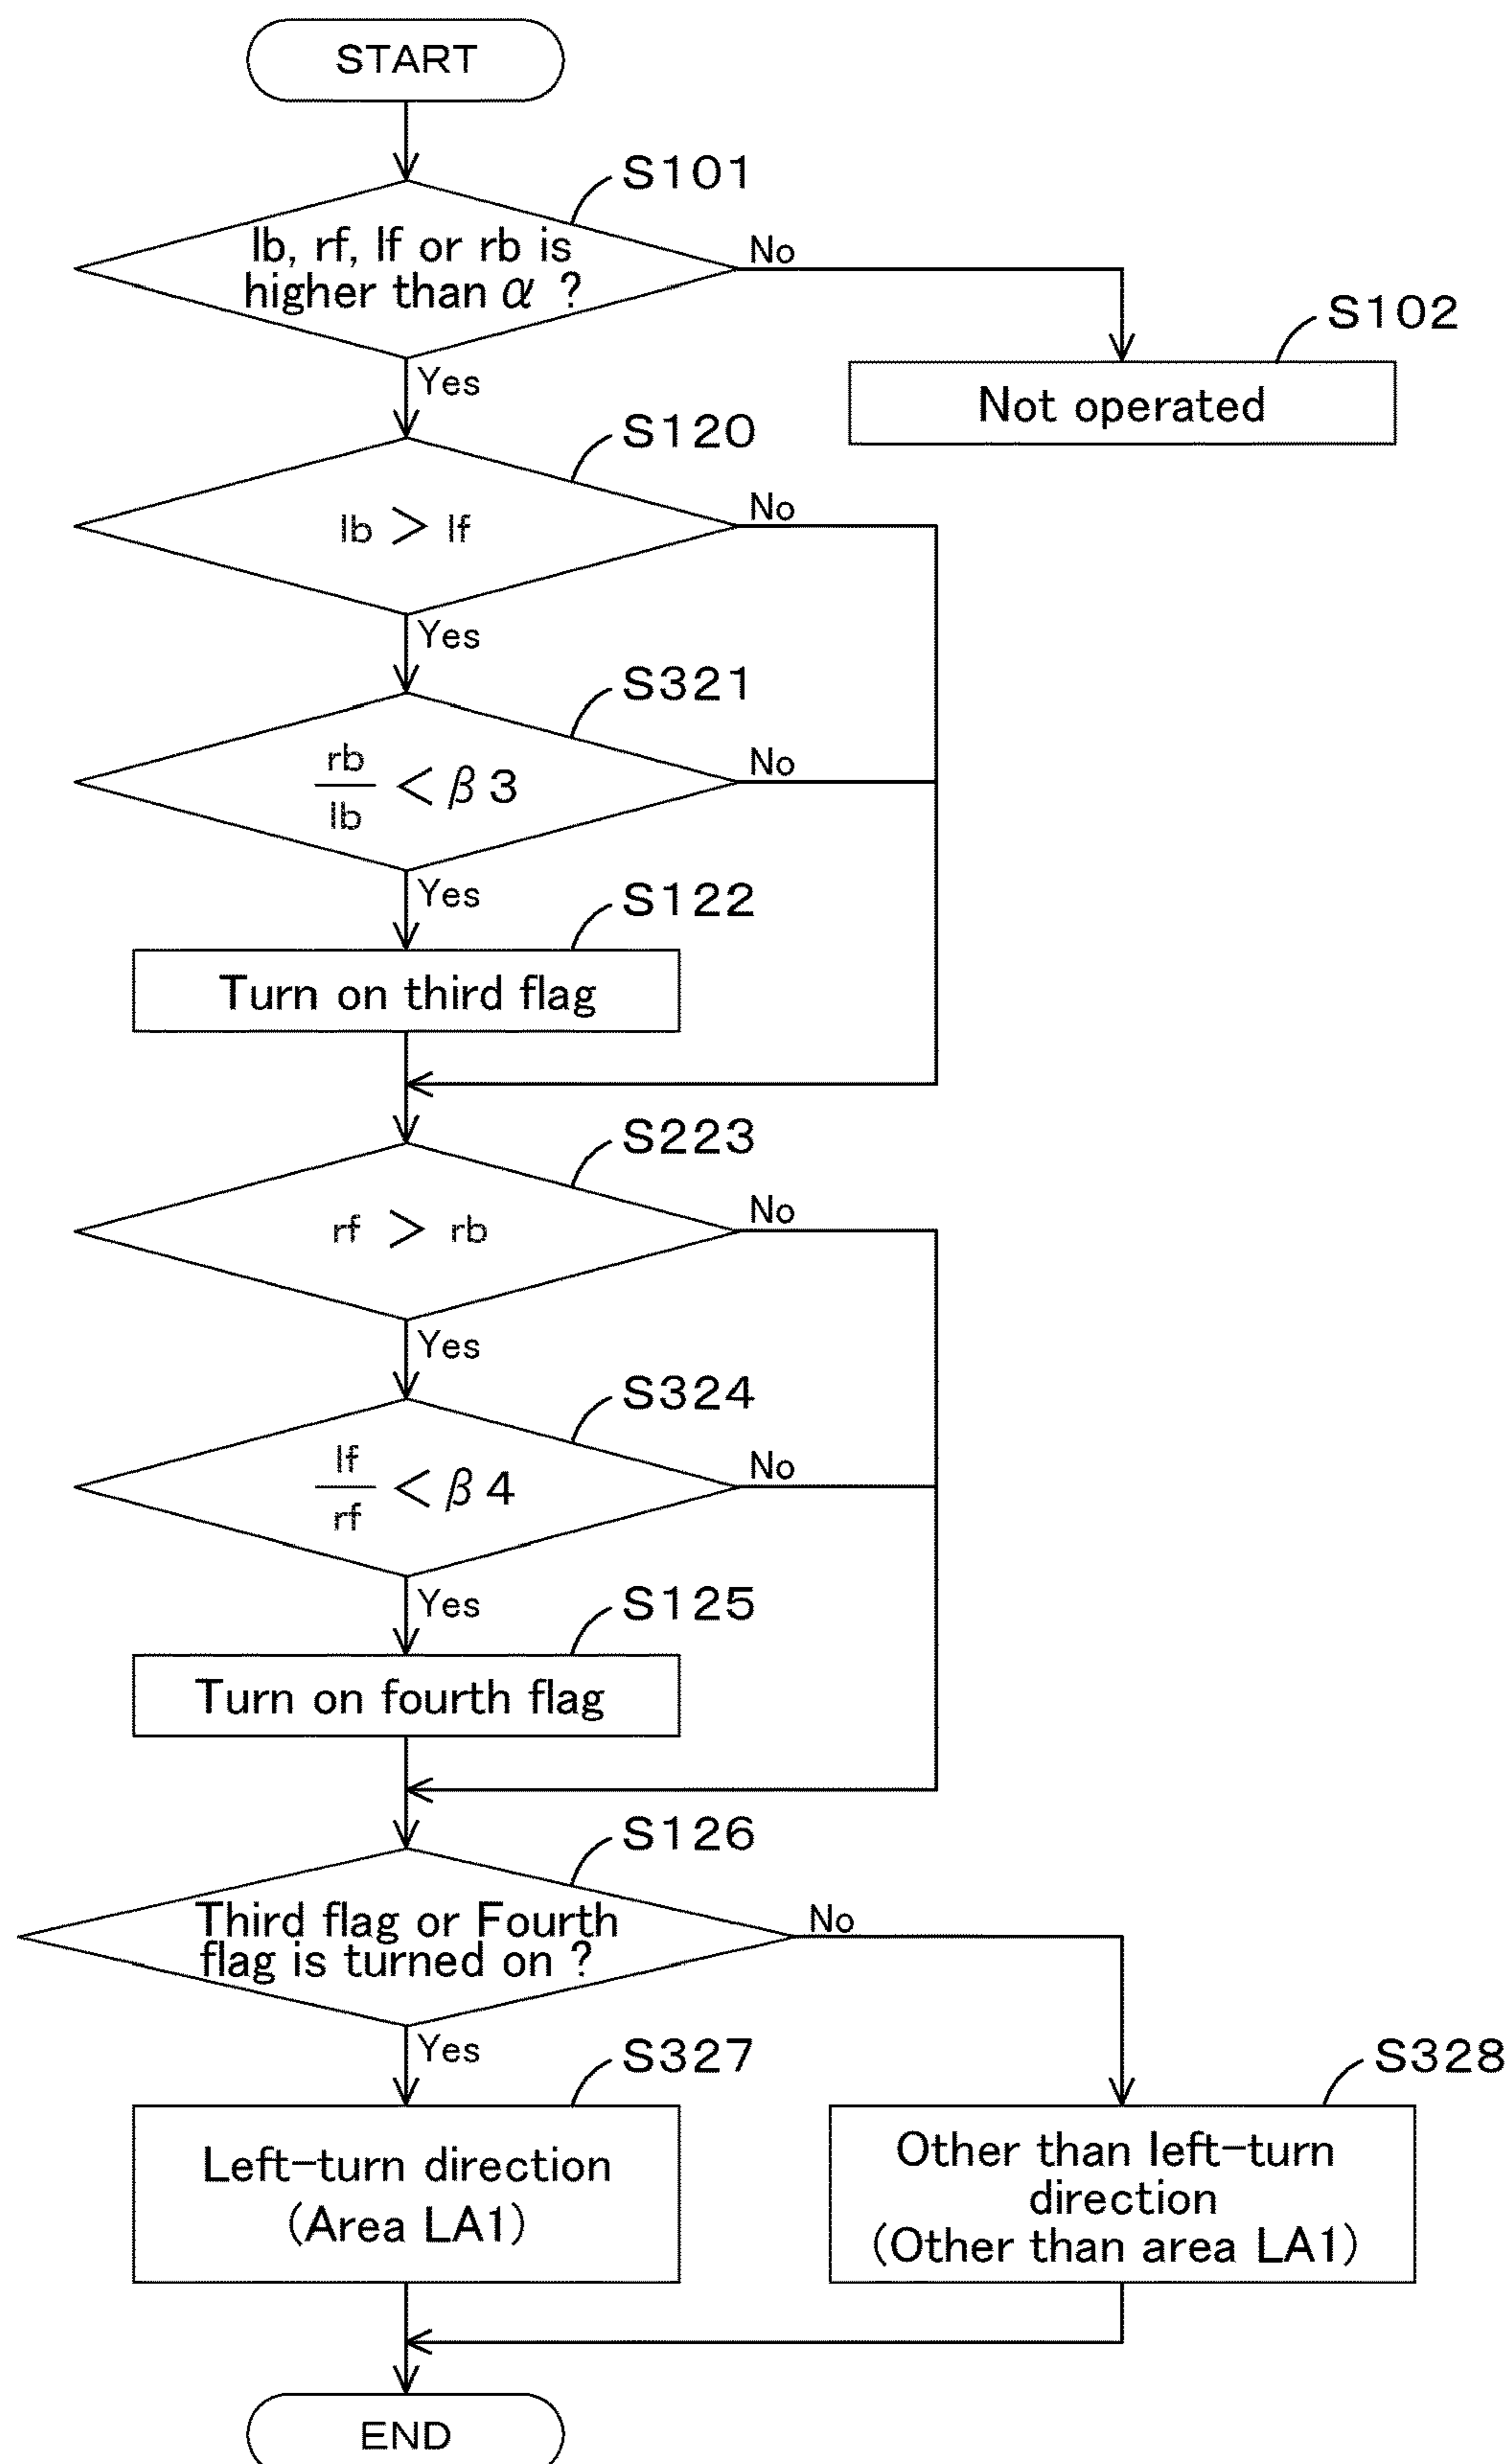 START
S101
lb, rf, lf or rb is
higher than α ?
No
S102
Not operated
Yes
S120
lb > lf
No
Yes
S321
rb
lb
< β3
No
Yes
S122
Turn on third flag
S223
rf > rb
No
Yes
S324
lf
rf
< β4
No
Yes
S125
Turn on fourth flag
S126
Third flag or Fourth
flag is turned on ?
No
Yes
S327
Left-turn direction
(Area LA1)
S328
Other than left-turn
direction
(Other than area LA1)
END